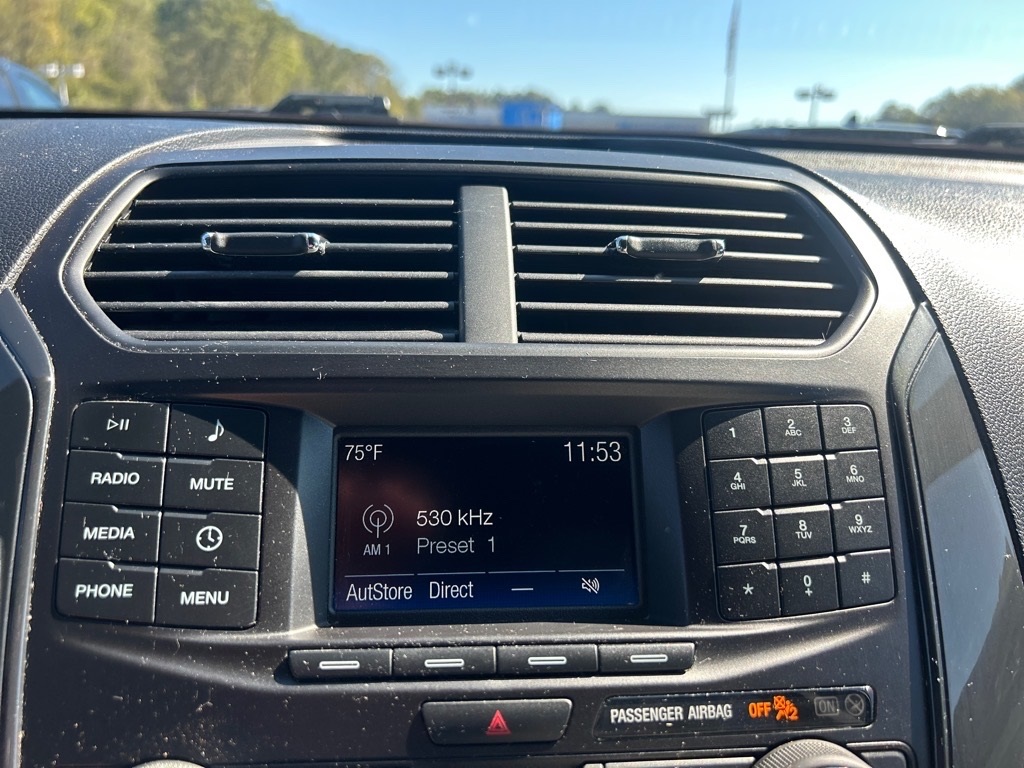 RADIO
MUTE
MEDIA
PHONE
MENU
75°F 11:53
530 kHz
AM 1 Preset 1
AutStore Direct —
1 2 ABC 3 DEF
4 GHI 5 JKL 6 MNO
7 PQRS 8 TUV 9 WXYZ
* 0 + #
PASSENGER AIRBAG OFF 2 ON